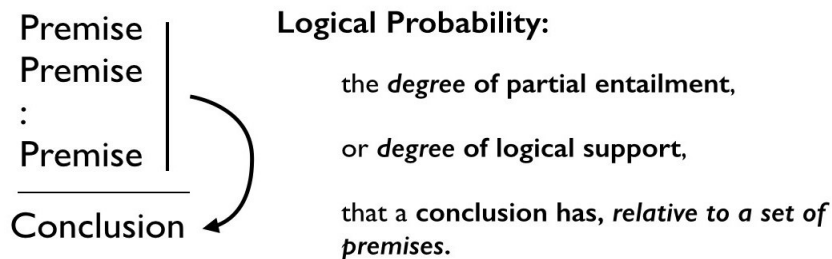 Premise
Premise
:
Premise
Conclusion
Logical Probability:
the degree of partial entailment,
or degree of logical support,
that a conclusion has, relative to a set of
premises.